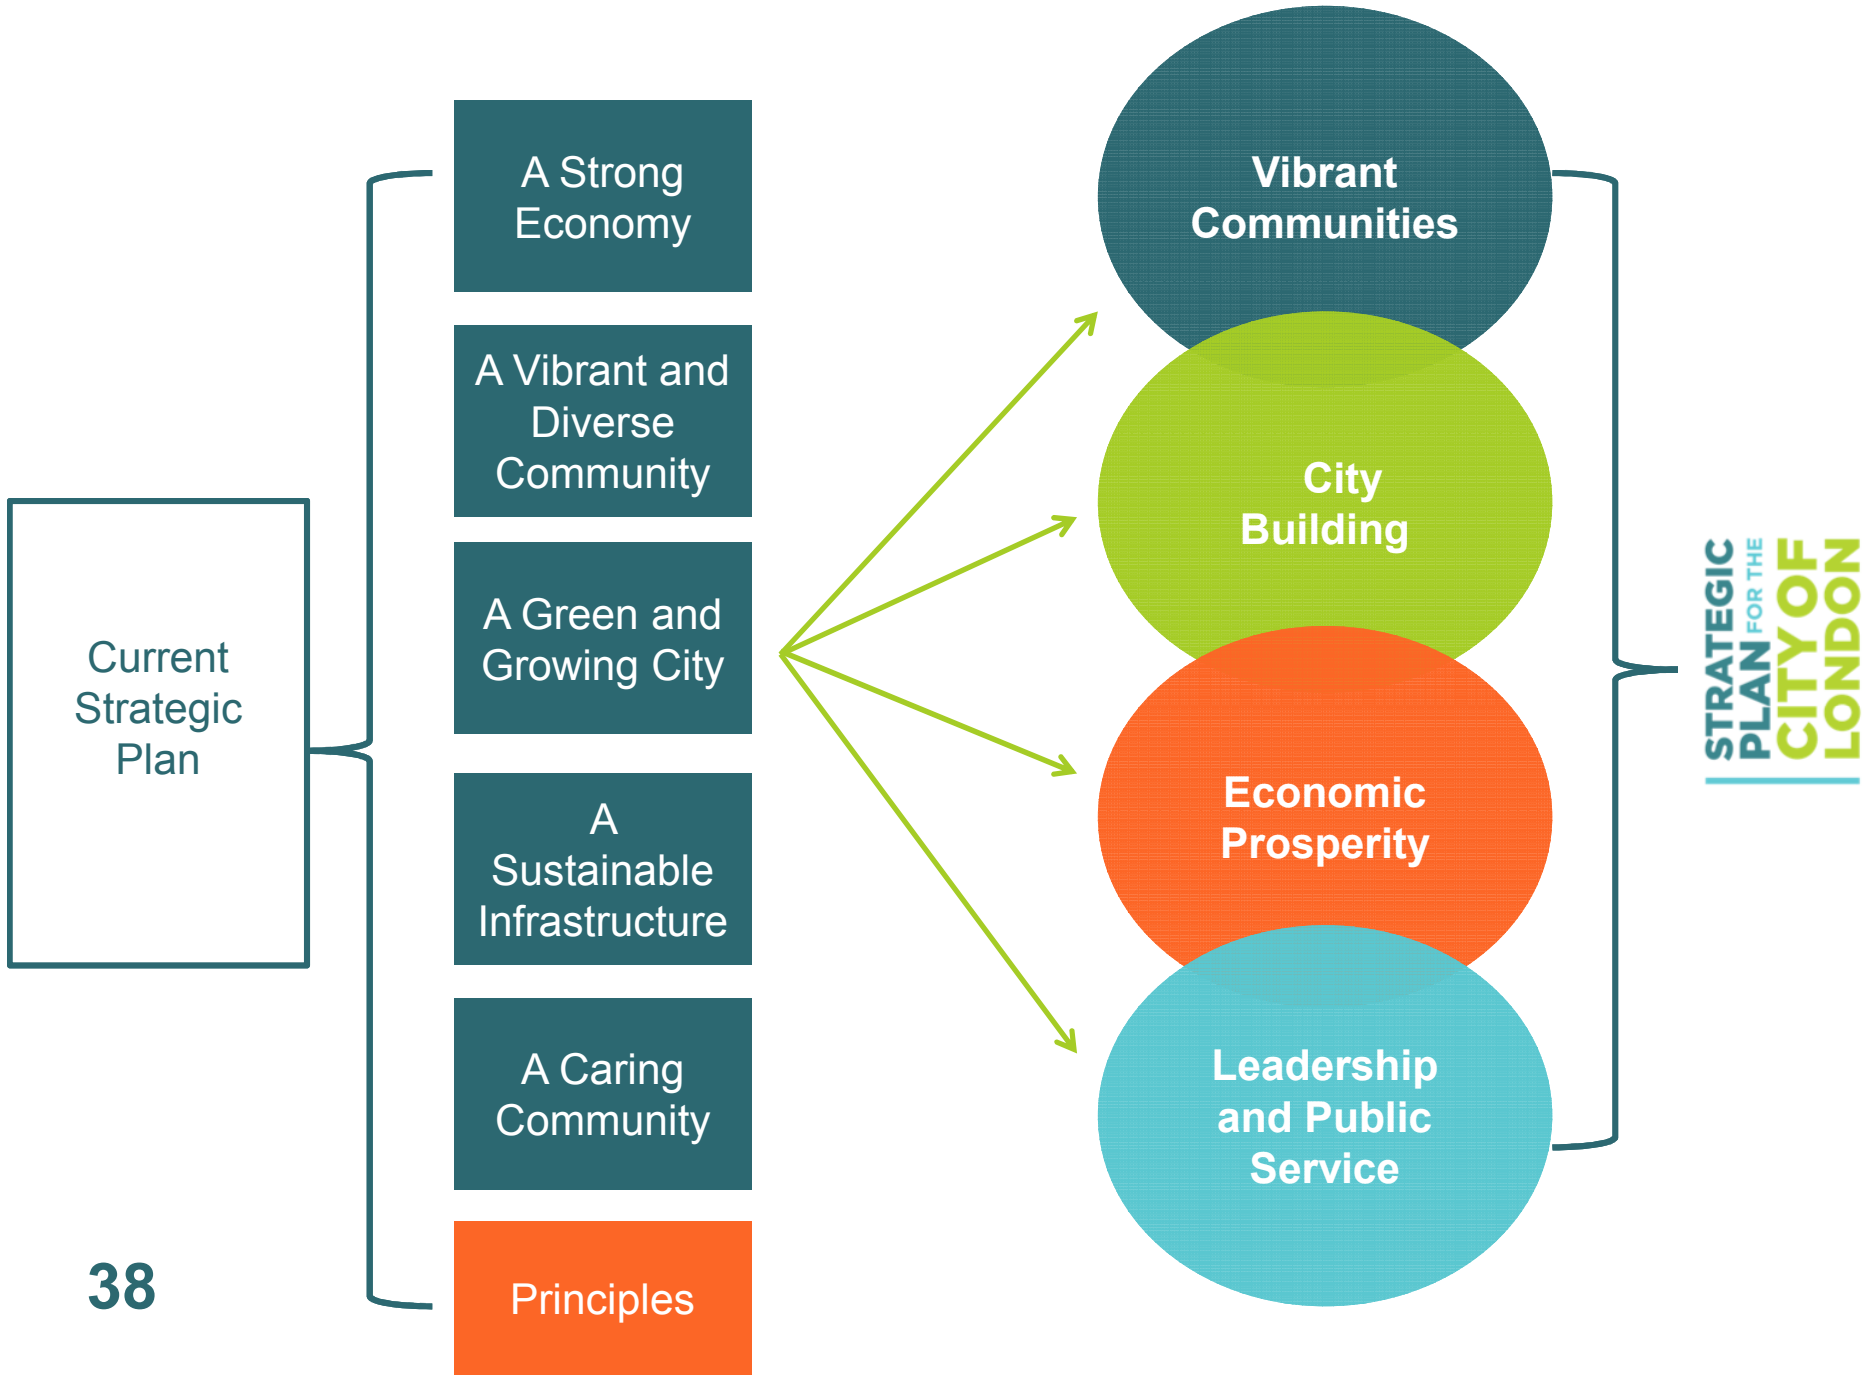 Current
Strategic
Plan
A Strong
Economy
A Vibrant and
Diverse
Community
A Green and
Growing City
A
Sustainable
Infrastructure
A Caring
Community
Principles
Vibrant
Communities
City
Building
Economic
Prosperity
Leadership
and Public
Service
STRATEGIC
PLAN FOR THE
CITY OF
LONDON
38